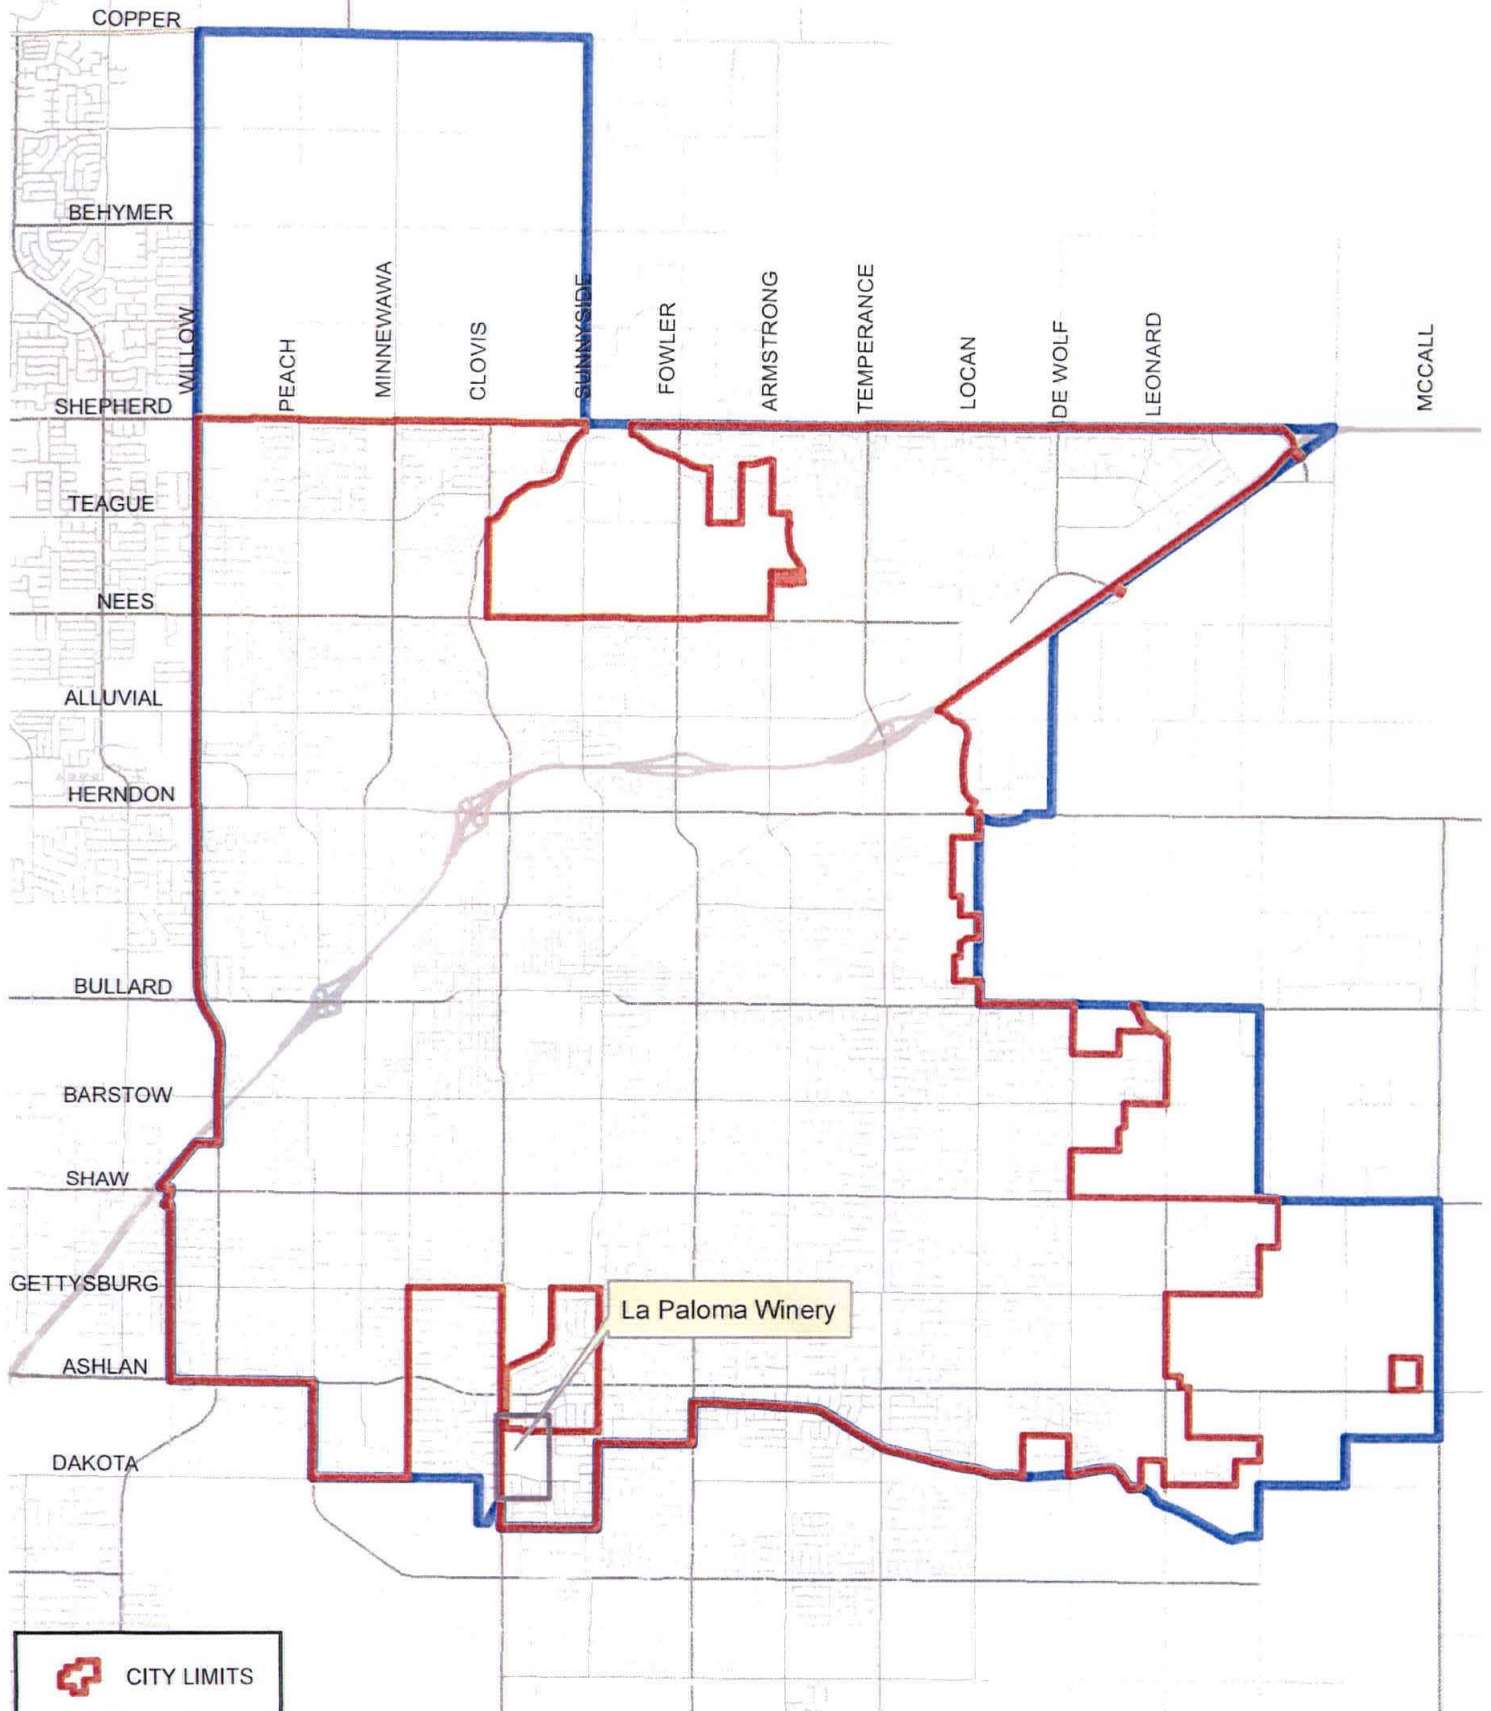 COPPER
BEHYMER
WILLOW
PEACH
MINNEWAWA
CLOVIS
SUNNYSIDE
FOWLER
ARMSTRONG
TEMPERANCE
LOCAN
DE WOLF
LEONARD
MCCALL
SHEPHERD
TEAGUE
NEES
ALLUVIAL
HERNDON
BULLARD
BARSTOW
SHAW
GETTYSBURG
La Paloma Winery
ASHLAN
DAKOTA
CITY LIMITS